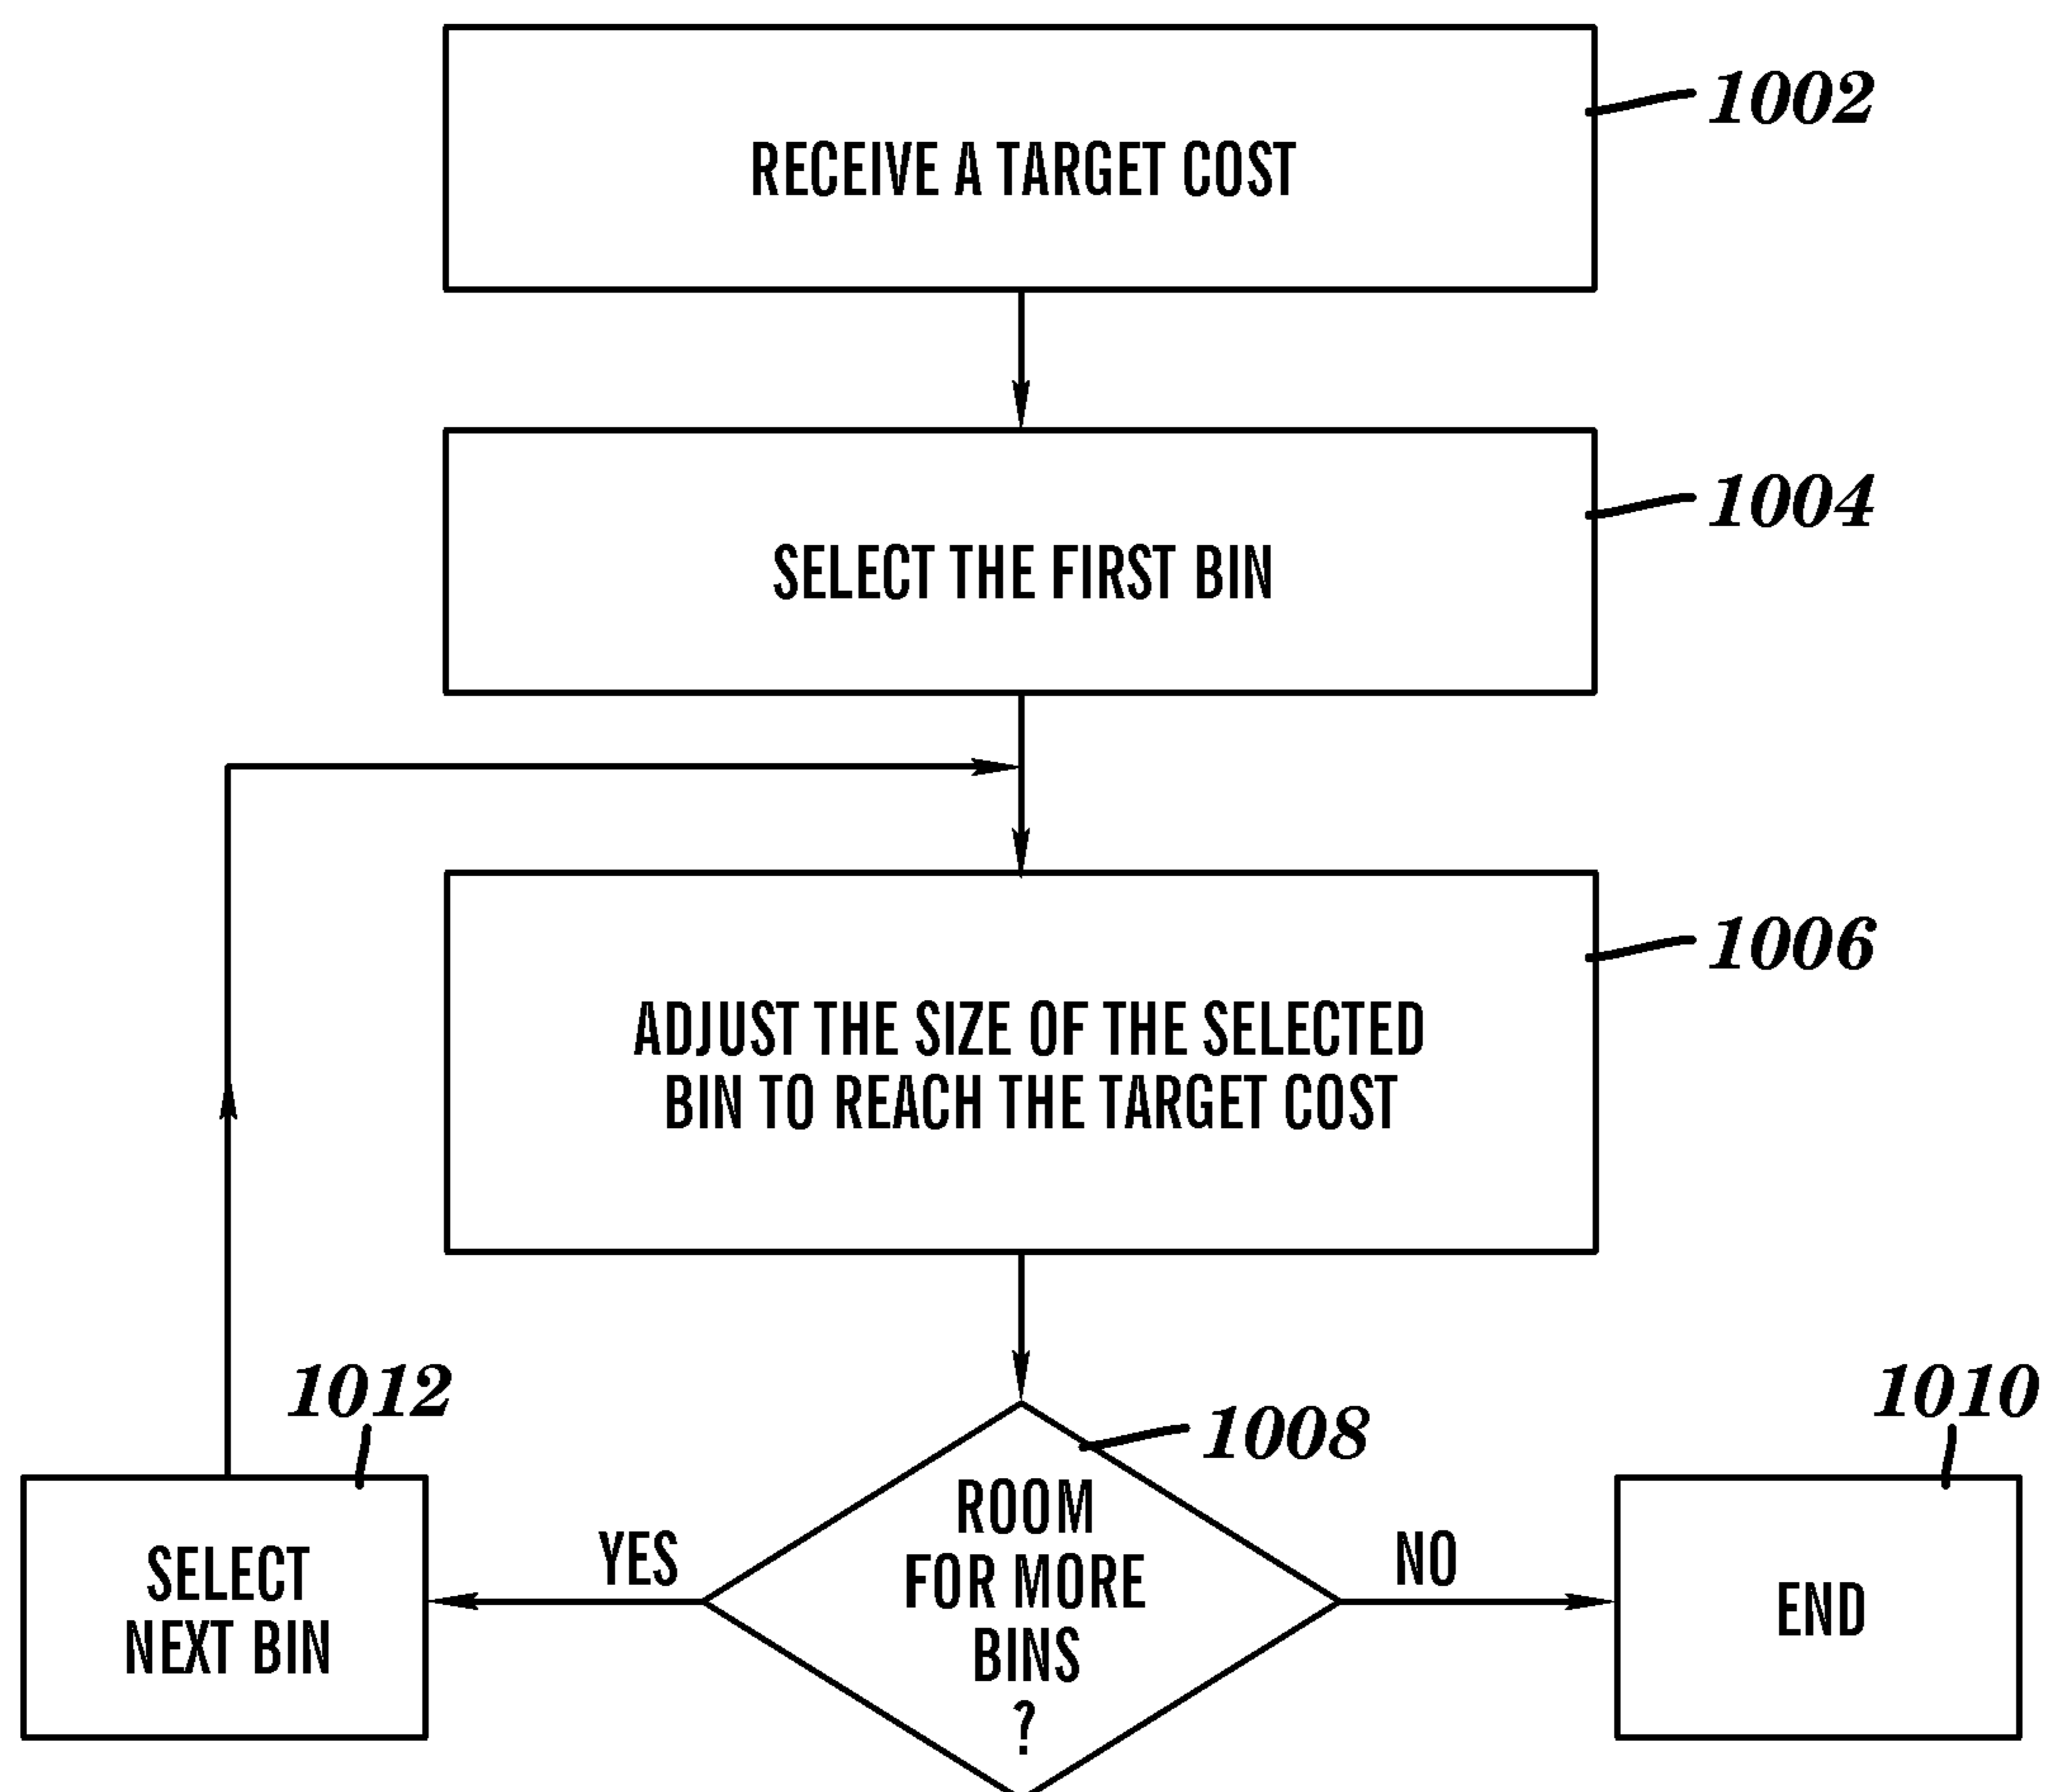 RECEIVE A TARGET COST
1002
SELECT THE FIRST BIN
1004
ADJUST THE SIZE OF THE SELECTED
BIN TO REACH THE TARGET COST
1006
ROOM
FOR MORE
BINS
?
1008
YES
NO
SELECT
NEXT BIN
1012
END
1010